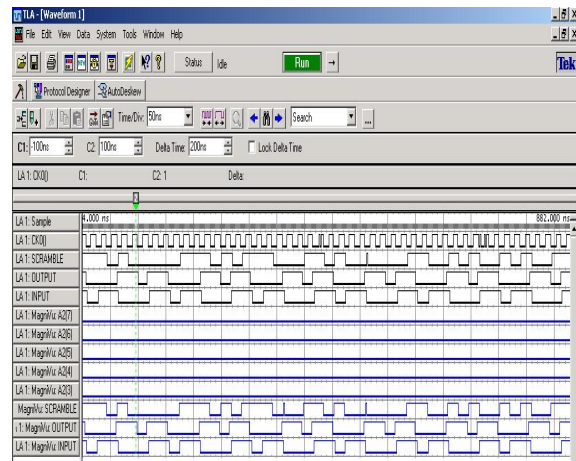 TLA - [Waveform 1]
File Edit View Data System Tools Window Help
Status Idle Run Tek
Protocol Designer AutoDeskew
Time/Div: 50ns Search ...
C1: -100ns C2: 100ns Delta Time: 200ns Lock Delta Time
LA 1: CK0() C1: C2: 1 Delta:
LA 1: Sample 4.000 ns 882.000 ns
LA 1: CK0()
LA 1: SCRAMBLE
LA 1: OUTPUT
LA 1: INPUT
LA 1: MagniVu: A2(7)
LA 1: MagniVu: A2(6)
LA 1: MagniVu: A2(5)
LA 1: MagniVu: A2(4)
LA 1: MagniVu: A2(3)
MagniVu: SCRAMBLE
1: MagniVu: OUTPUT
LA 1: MagniVu: INPUT